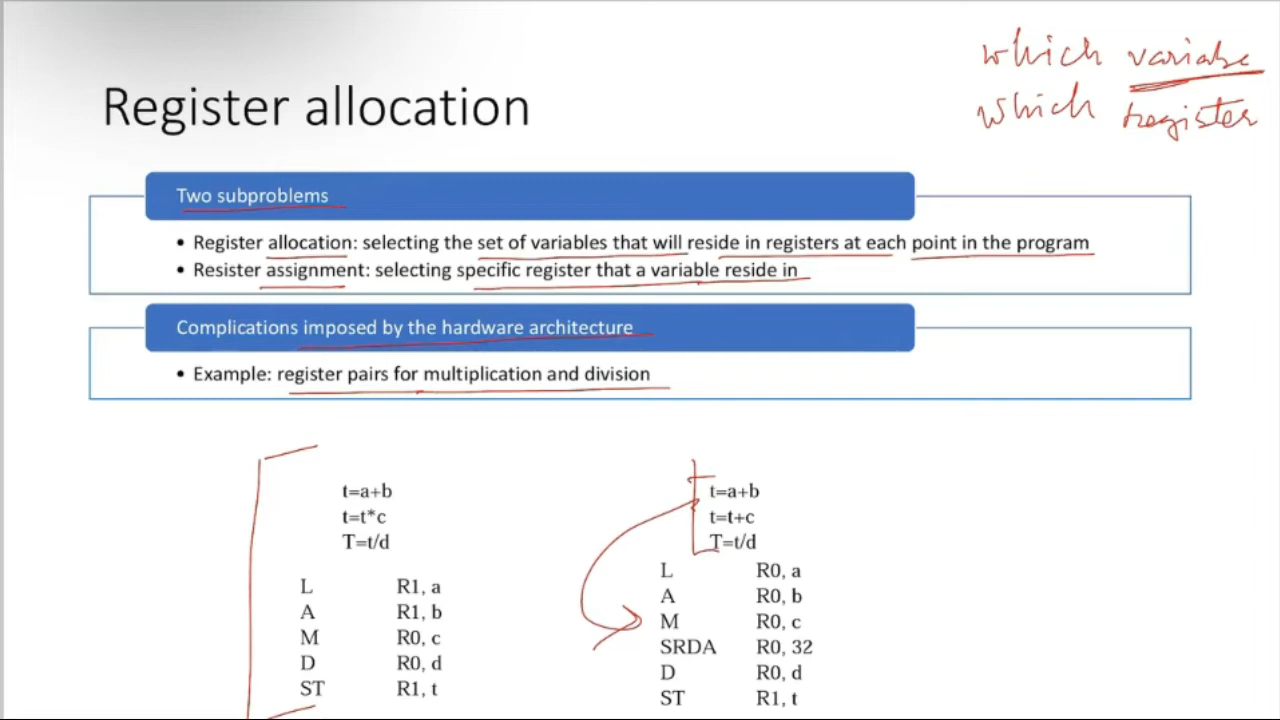 which variabe
which register
Register allocation
Two subproblems
• Register allocation: selecting the set of variables that will reside in registers at each point in the program
• Resister assignment: selecting specific register that a variable reside in
Complications imposed by the hardware architecture
• Example: register pairs for multiplication and division
t=a+b
t=t*c
T=t/d
L R1, a
A R1, b
M R0, c
D R0, d
ST R1, t
t=a+b
t=t+c
T=t/d
L R0, a
A R0, b
M R0, c
SRDA R0, 32
D R0, d
ST R1, t